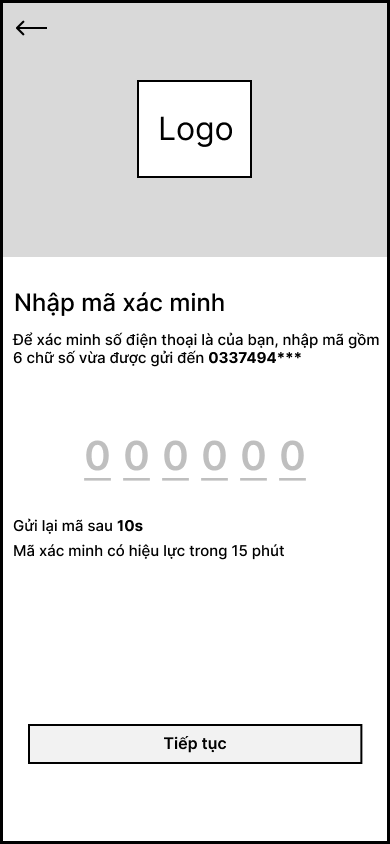 Logo
Nhập mã xác minh
Để xác minh số điện thoại là của bạn, nhập mã gồm
6 chữ số vừa được gửi đến 0337494***
0 0 0 0 0 0
Gửi lại mã sau 10s
Mã xác minh có hiệu lực trong 15 phút
Tiếp tục